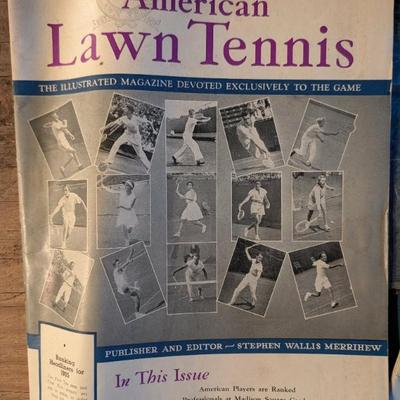 American
Lawn Tennis
THE ILLUSTRATED MAGAZINE DEVOTED EXCLUSIVELY TO THE GAME
PUBLISHER AND EDITOR — STEPHEN WALLIS MERRIHEW
Ranking
Headliners for
1935
In This Issue
American Players are Ranked
Professionals at Madison Square